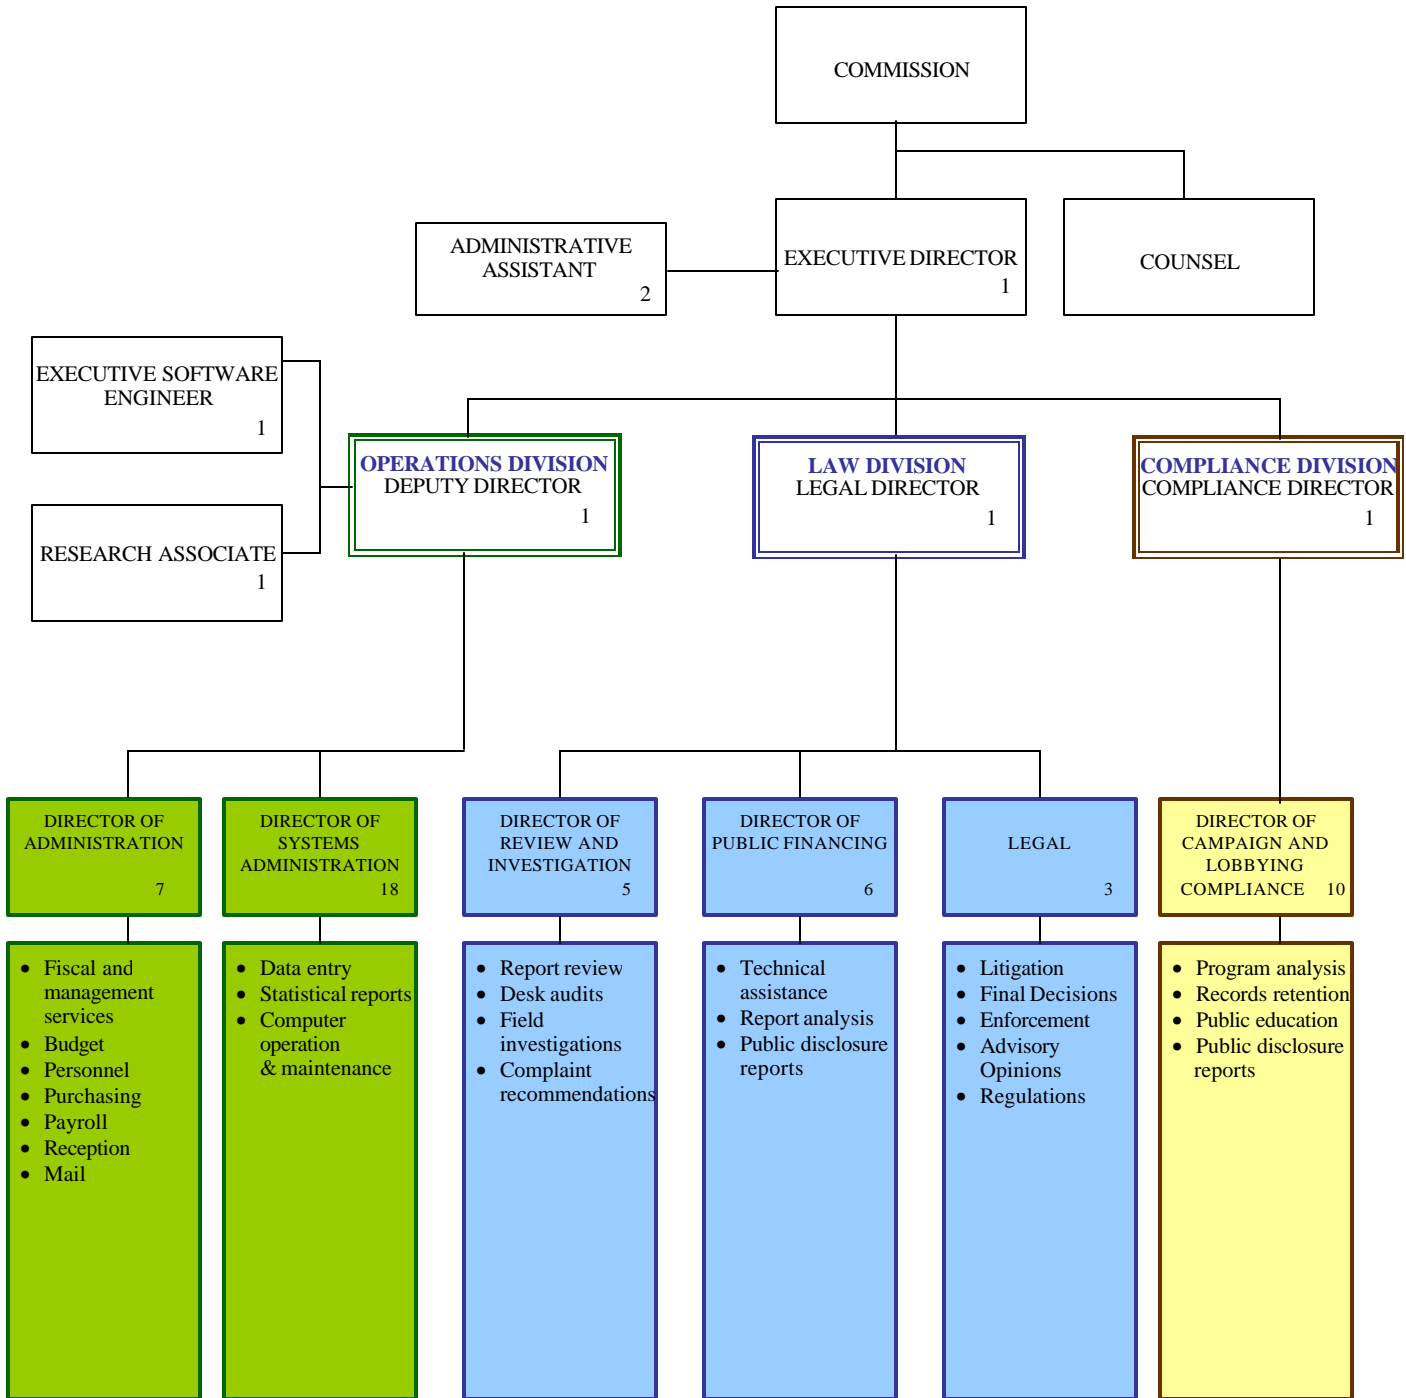 COMMISSION
ADMINISTRATIVE
ASSISTANT
2
EXECUTIVE DIRECTOR
1
COUNSEL
EXECUTIVE SOFTWARE
ENGINEER
1
RESEARCH ASSOCIATE
1
OPERATIONS DIVISION
DEPUTY DIRECTOR
1
LAW DIVISION
LEGAL DIRECTOR
1
COMPLIANCE DIVISION
COMPLIANCE DIRECTOR
1
DIRECTOR OF
ADMINISTRATION
7
DIRECTOR OF
SYSTEMS
ADMINISTRATION
18
DIRECTOR OF
REVIEW AND
INVESTIGATION
5
DIRECTOR OF
PUBLIC FINANCING
6
LEGAL
3
DIRECTOR OF
CAMPAIGN AND
LOBBYING
COMPLIANCE 10
• Fiscal and
management
services
• Budget
• Personnel
• Purchasing
• Payroll
• Reception
• Mail
• Data entry
• Statistical reports
• Computer
operation
& maintenance
• Report review
• Desk audits
• Field
investigations
• Complaint
recommendations
• Technical
assistance
• Report analysis
• Public disclosure
reports
• Litigation
• Final Decisions
• Enforcement
• Advisory
Opinions
• Regulations
• Program analysis
• Records retention
• Public education
• Public disclosure
reports